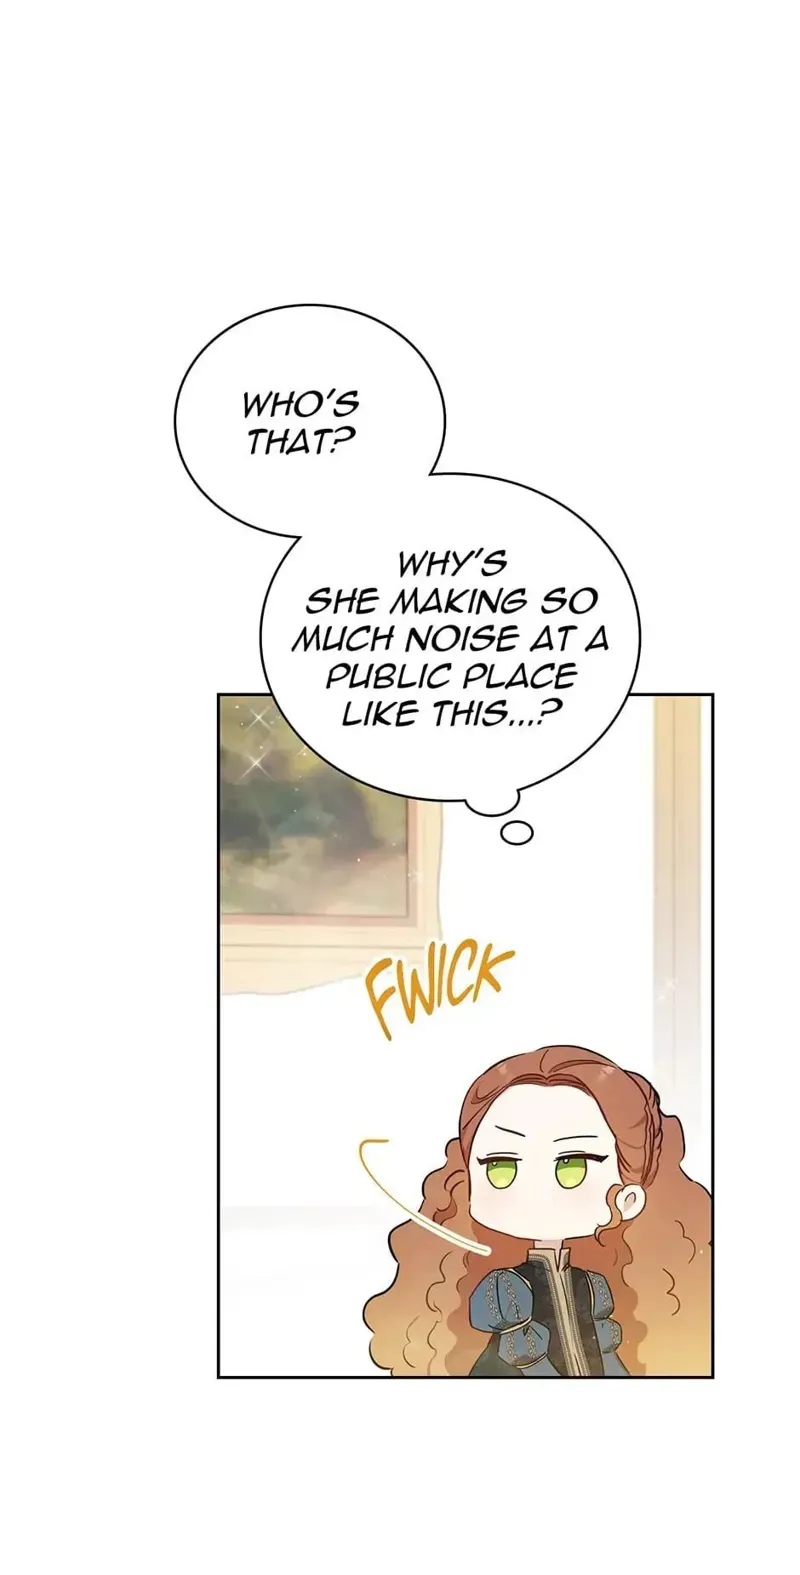 WHO'S
THAT?
WHY'S
SHE MAKING SO
MUCH NOISE AT A
PUBLIC PLACE
LIKE THIS...?
FWICK